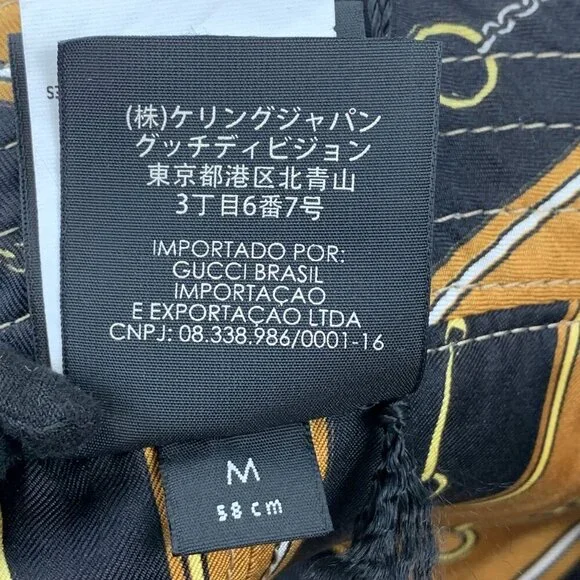 (株)ケリングジャパン
グッチディビジョン
東京都港区北青山
3丁目6番7号
IMPORTADO POR:
GUCCI BRASIL
IMPORTAÇAO
E EXPORTACAO LTDA
CNPJ: 08.338.986/0001-16
M
58 cm